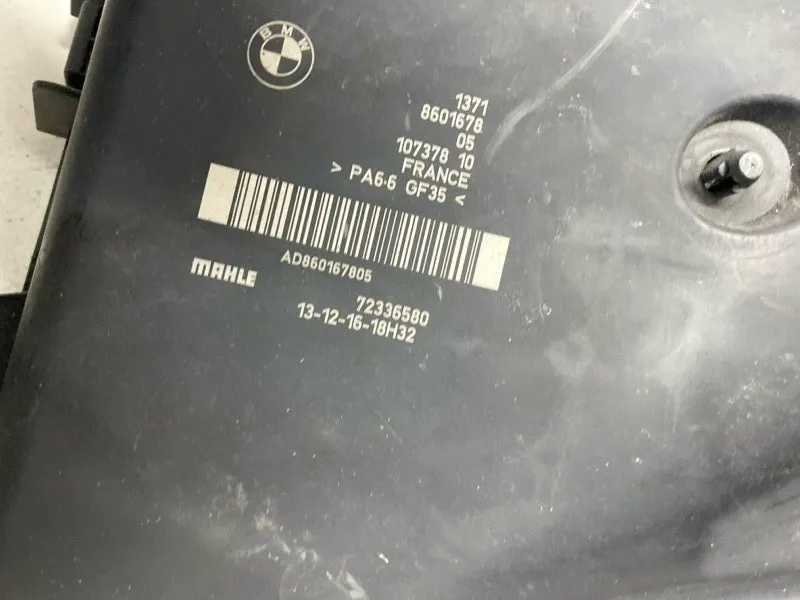 BMW
1371
8601678
05
107378 10
FRANCE
> PA6·6 GF35 <
AD860167805
MAHLE
72336580
13-12-16-18H32